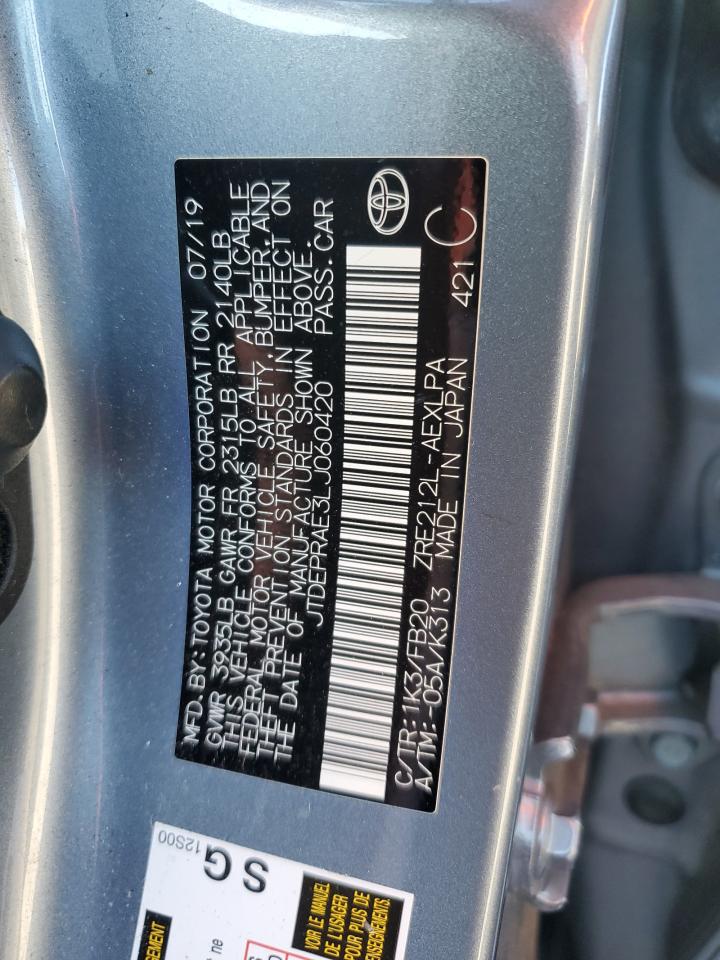 MFD.BY:TOYOTA MOTOR CORPORATION 07/19
GVWR 3935LB GAWR FR 2315LB RR 2140LB
THIS VEHICLE CONFORMS TO ALL APPLICABLE
FEDERAL MOTOR VEHICLE SAFETY,BUMPER,AND
THEFT PREVENTION STANDARDS IN EFFECT ON
THE DATE OF MANUFACTURE SHOWN ABOVE.
JTDEPRAE3LJ060420 PASS.CAR
C/TR:1K3/FB20 ZRE212L-AEXLPA
A/TM:-05A/K313 MADE IN JAPAN 421 C
12S00
S G
VOIR LE MANUEL
DE L'USAGER
POUR PLUS DE